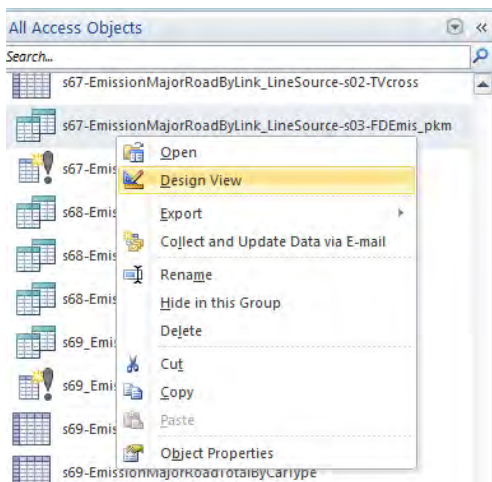 All Access Objects
Search...
s67-EmissionMajorRoadByLink_LineSource-s02-TVcross
s67-EmissionMajorRoadByLink_LineSource-s03-FDEmis_pkm
Open
s67-Emis
Design View
s68-Emis
Export
s68-Emis
Collect and Update Data via E-mail
Rename
s68-Emis
Hide in this Group
s69_Emis
Delete
s69_Emis
Cut
Copy
s69-Emis
Paste
Object Properties
s69-EmissionMajorRoadTotalByCarType